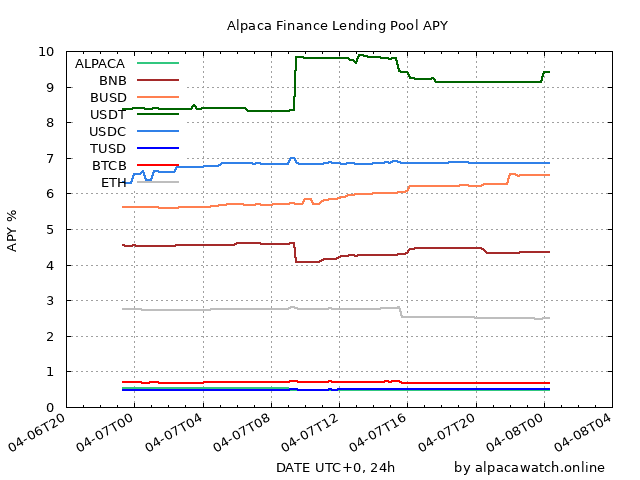 Alpaca Finance Lending Pool APY
10
9
8
7
6
5
4
3
2
1
0
APY %
ALPACA
BNB
BUSD
USDT
USDC
TUSD
BTCB
ETH
04-06T20
04-07T00
04-07T04
04-07T08
04-07T12
04-07T16
04-07T20
04-08T00
04-08T04
DATE UTC+0, 24h
by alpacawatch.online